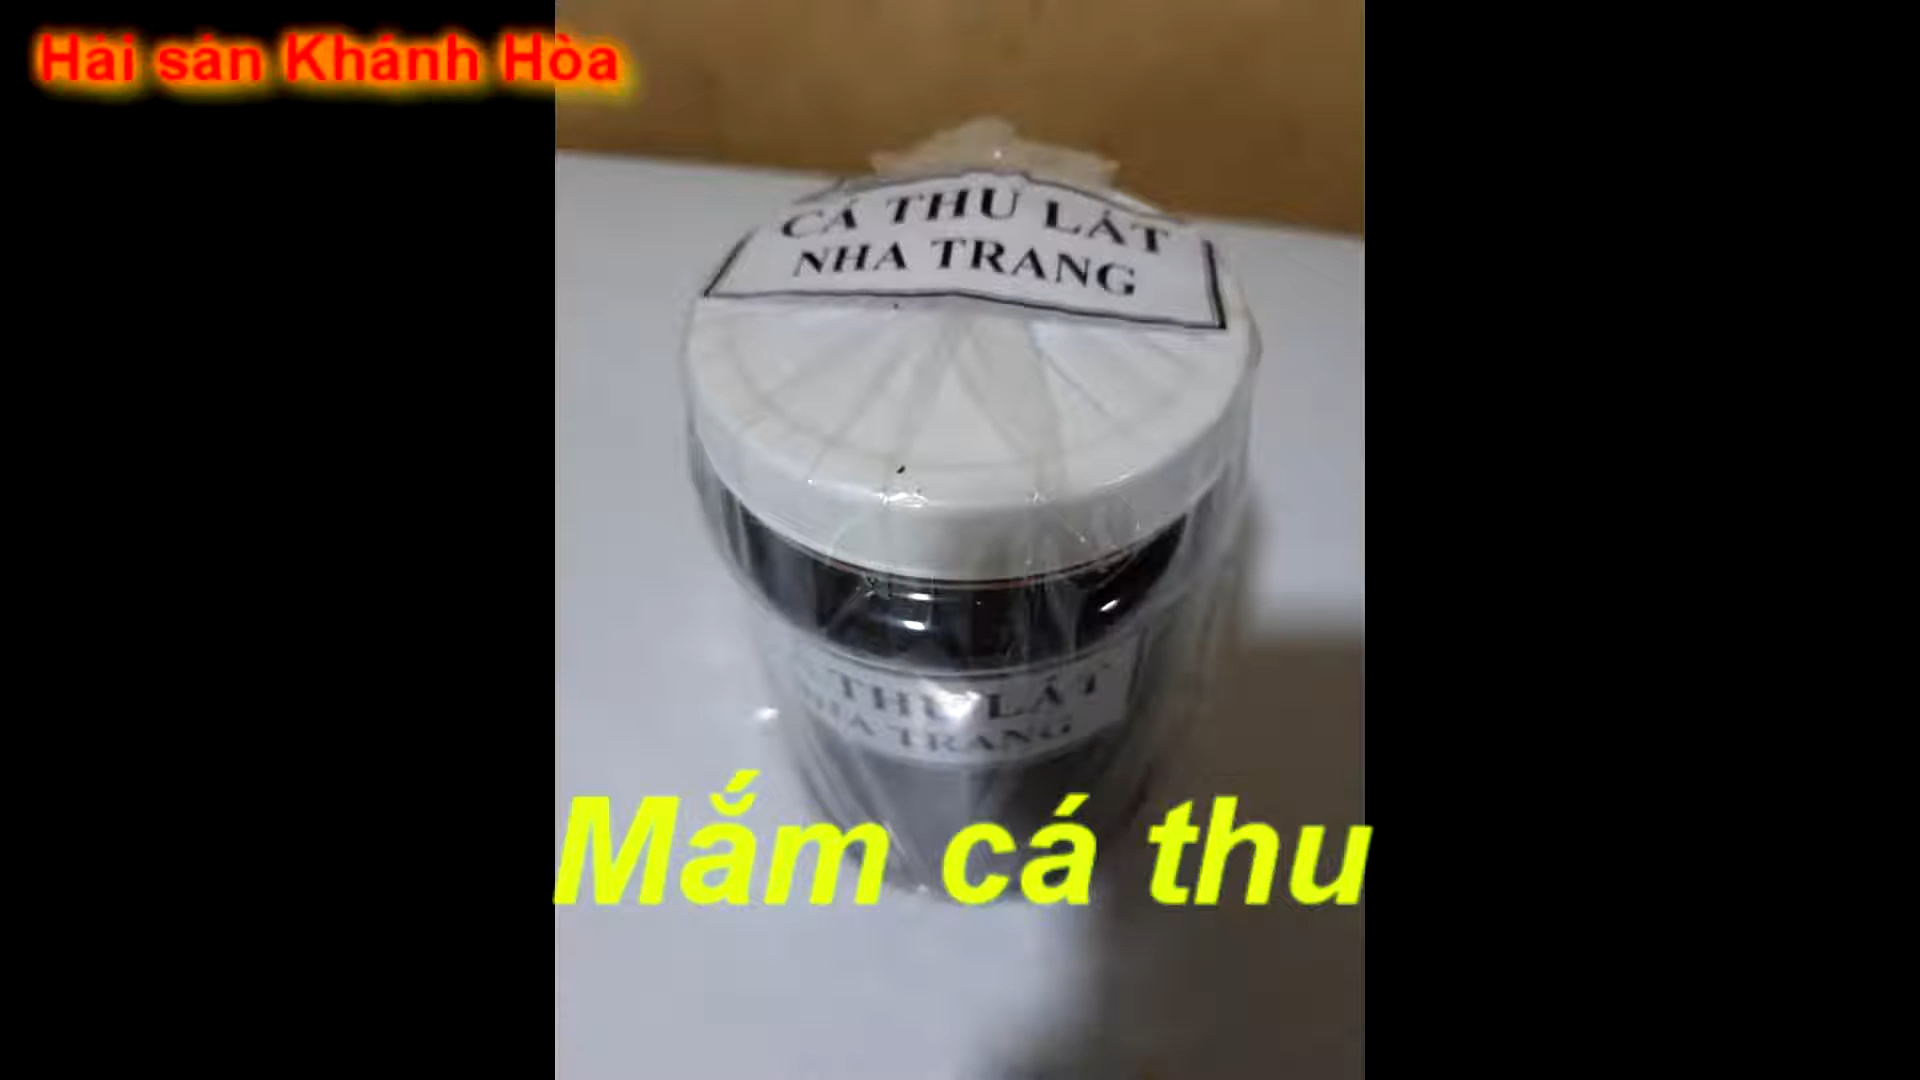 Hải sản Khánh Hòa
CÁ THU LÁT
NHA TRANG
THU LÁT
NHA TRANG
Mắm cá thu